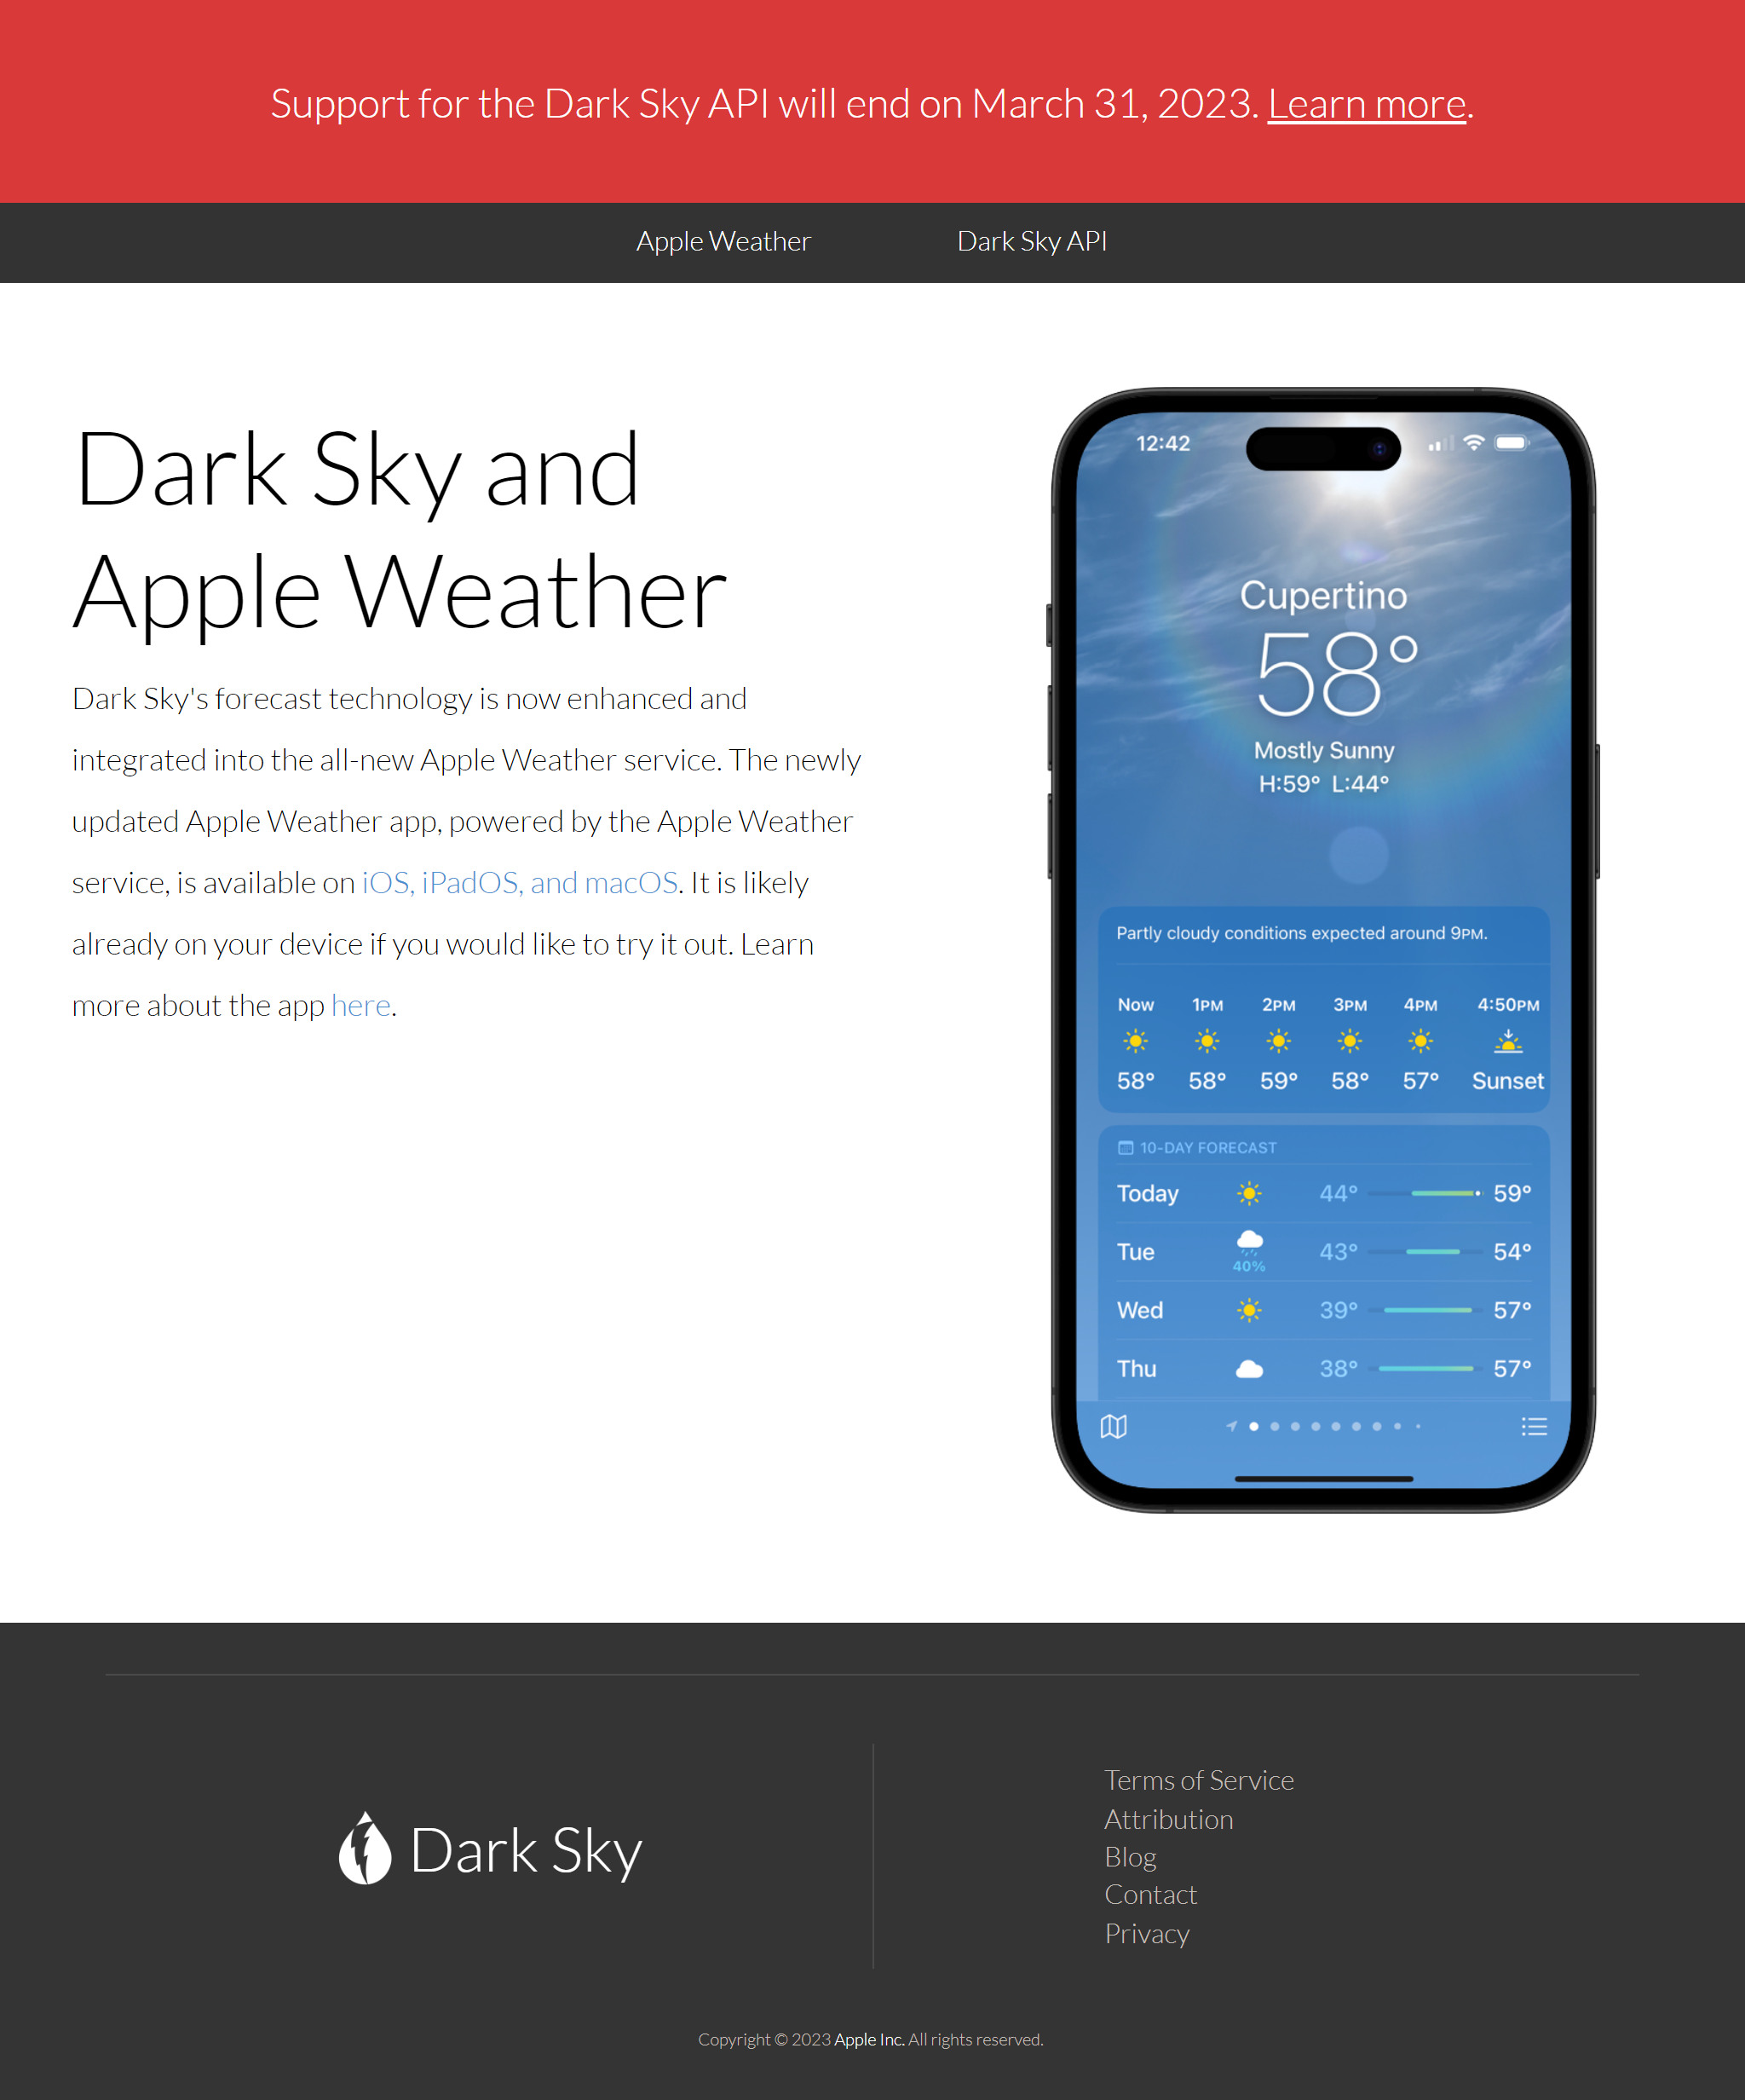 Support for the Dark Sky API will end on March 31, 2023. Learn more.
Apple Weather
Dark Sky API
Dark Sky and
Apple Weather
Dark Sky's forecast technology is now enhanced and
integrated into the all-new Apple Weather service. The newly
updated Apple Weather app, powered by the Apple Weather
service, is available on iOS, iPadOS, and macOS. It is likely
already on your device if you would like to try it out. Learn
more about the app here.
12:42
Cupertino
58°
Mostly Sunny
H:59° L:44°
Partly cloudy conditions expected around 9PM.
Now 1PM 2PM 3PM 4PM 4:50PM
58° 58° 59° 58° 57° Sunset
10-DAY FORECAST
Today 44° 59°
Tue 40% 43° 54°
Wed 39° 57°
Thu 38° 57°
Dark Sky
Terms of Service
Attribution
Blog
Contact
Privacy
Copyright © 2023 Apple Inc. All rights reserved.